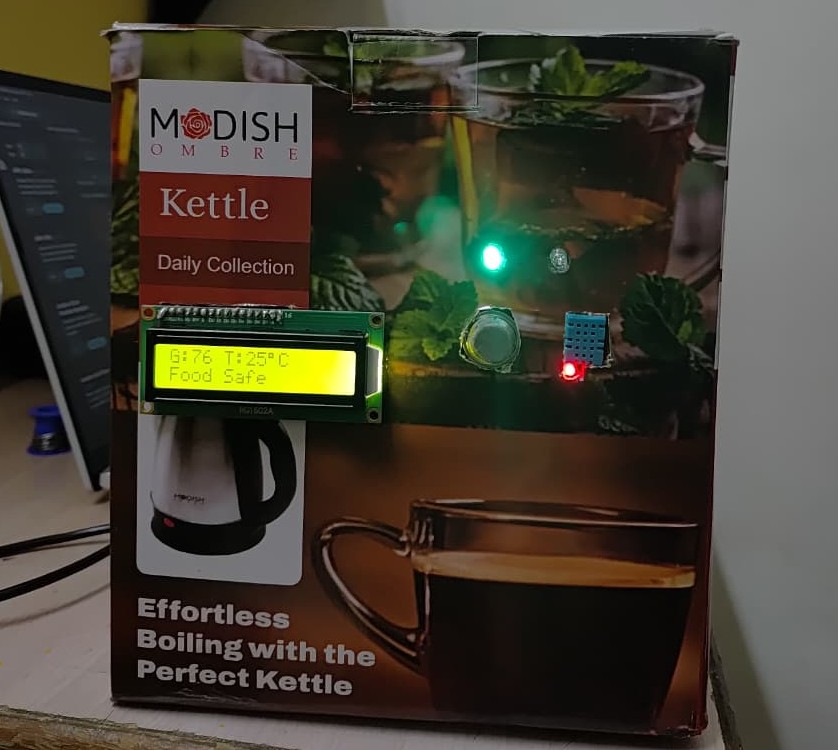 MODISH
OMBRE
Kettle
Daily Collection
G:76 T:25°C
Food Safe
MODISH
Effortless
Boiling with the
Perfect Kettle